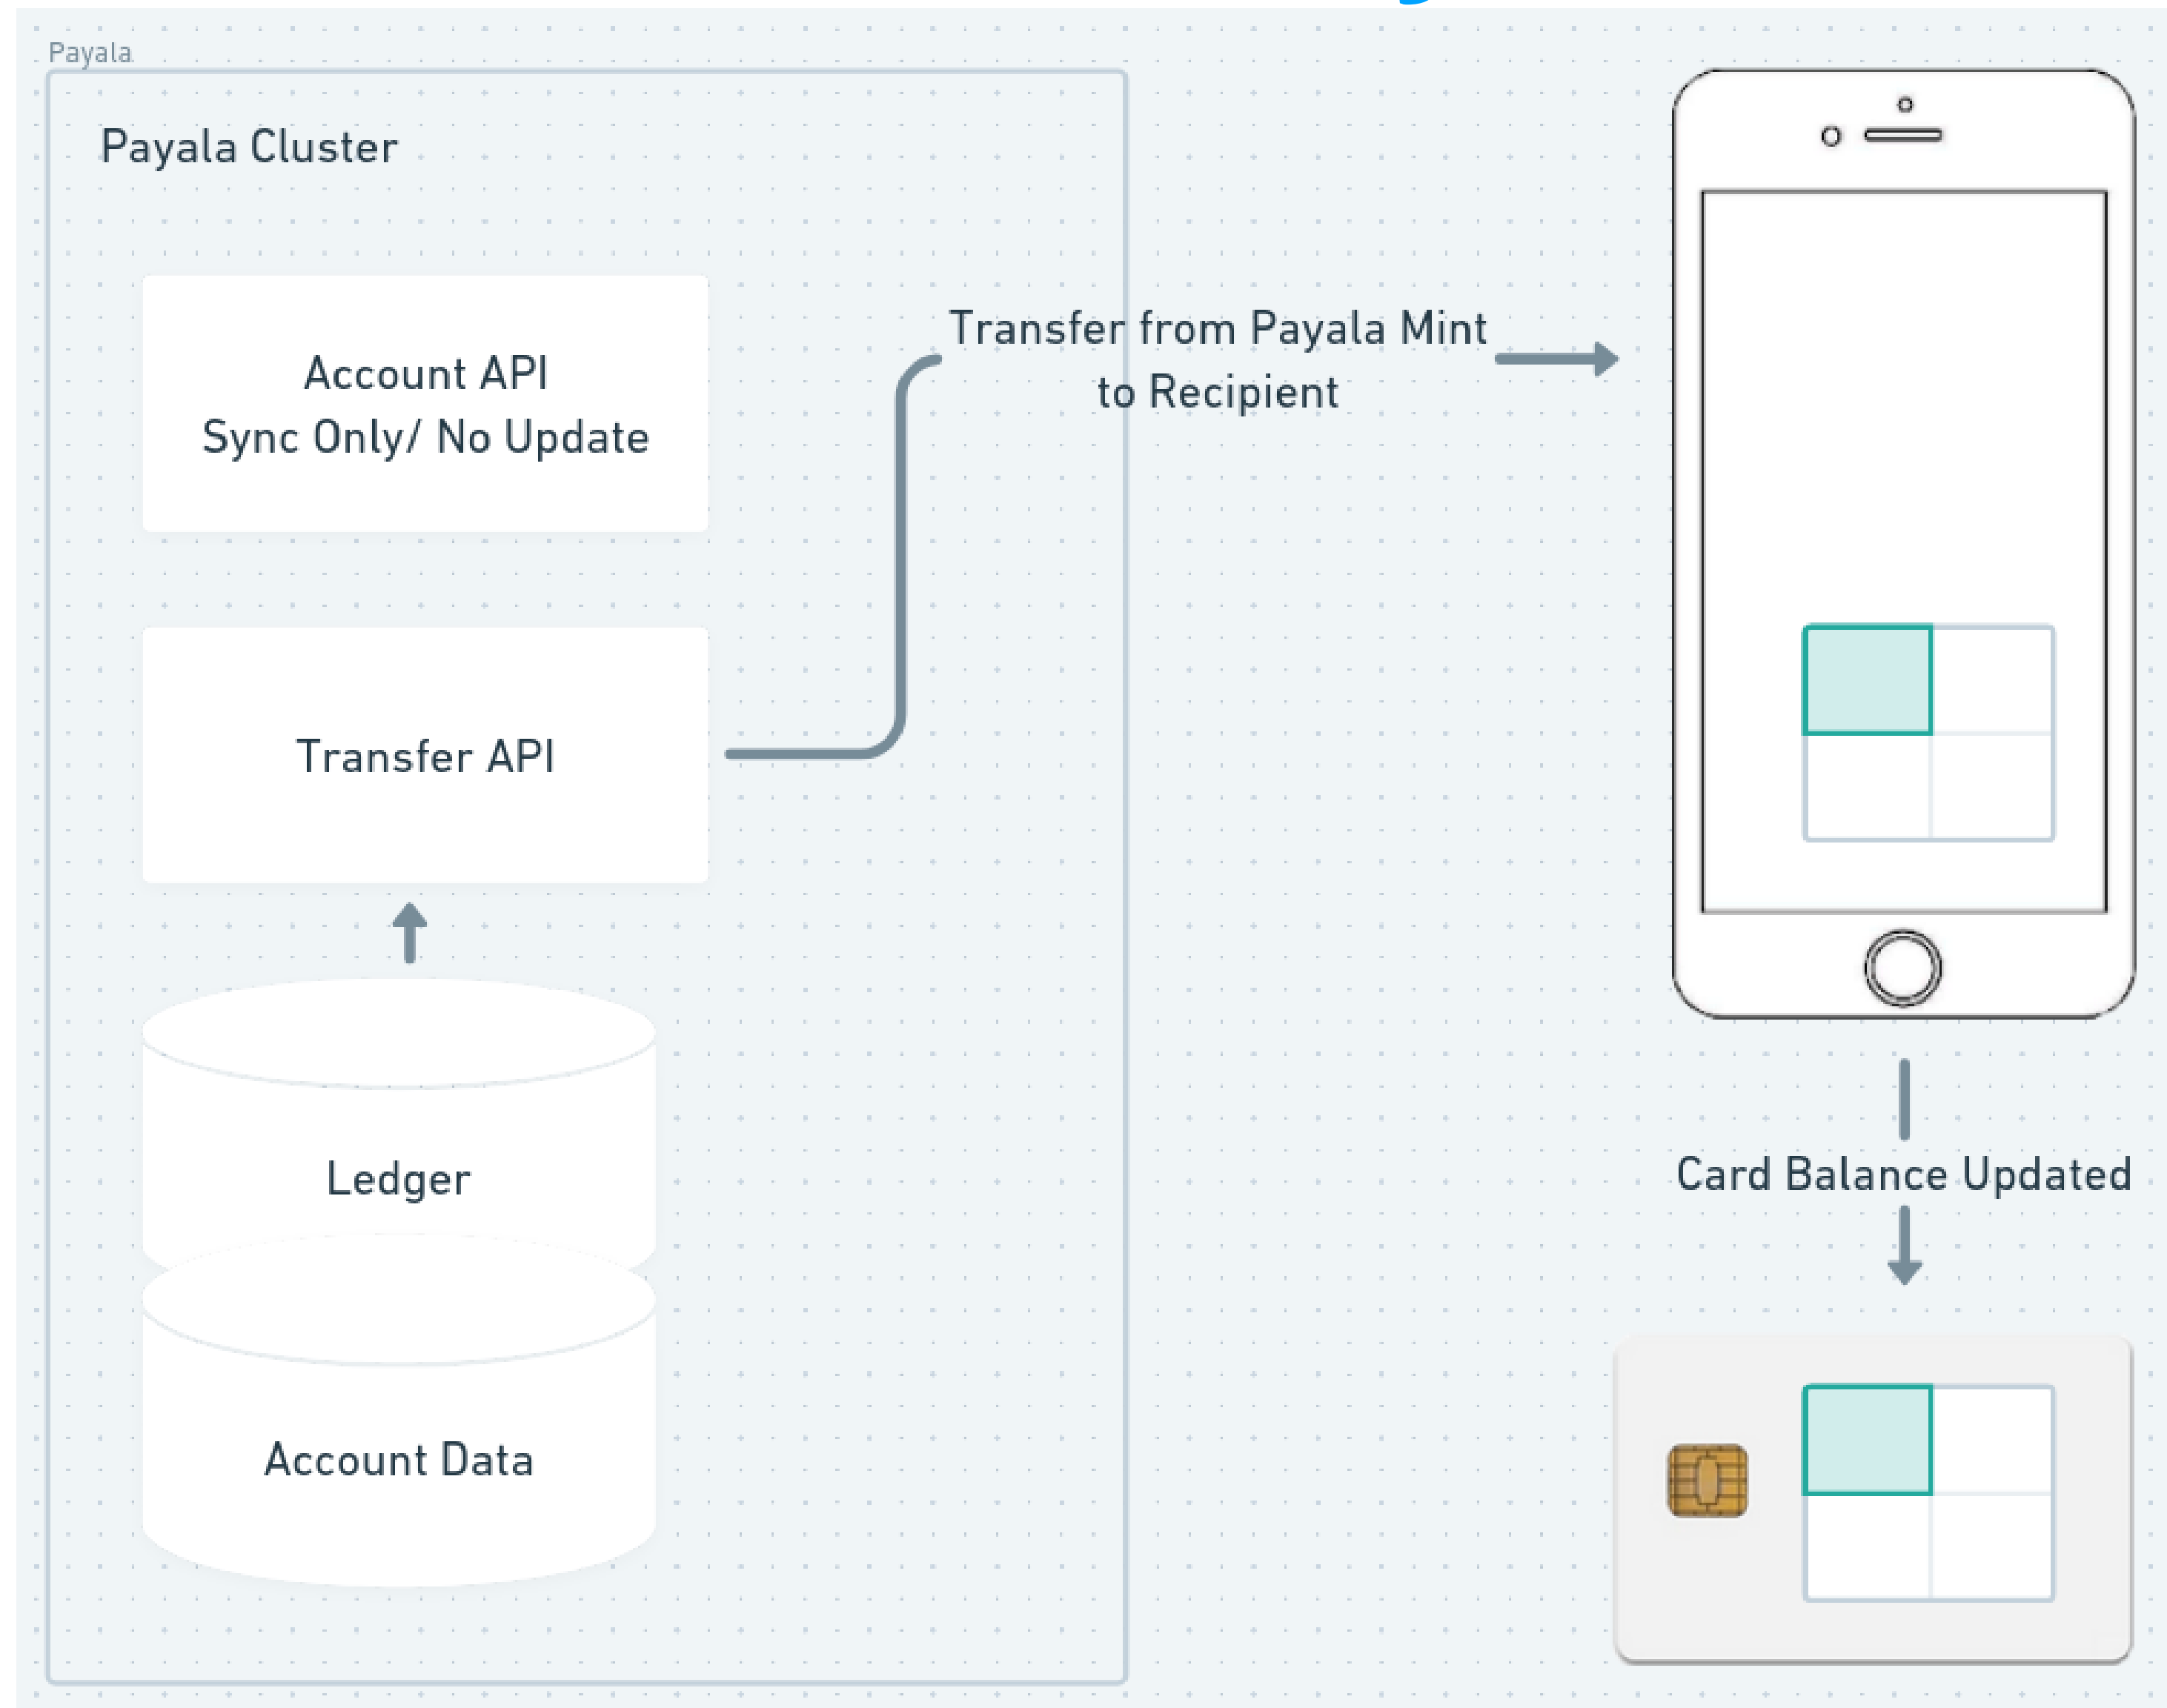 Payala
Payala Cluster
Account API
Sync Only/ No Update
Transfer from Payala Mint
to Recipient
Transfer API
Ledger
Account Data
Card Balance Updated